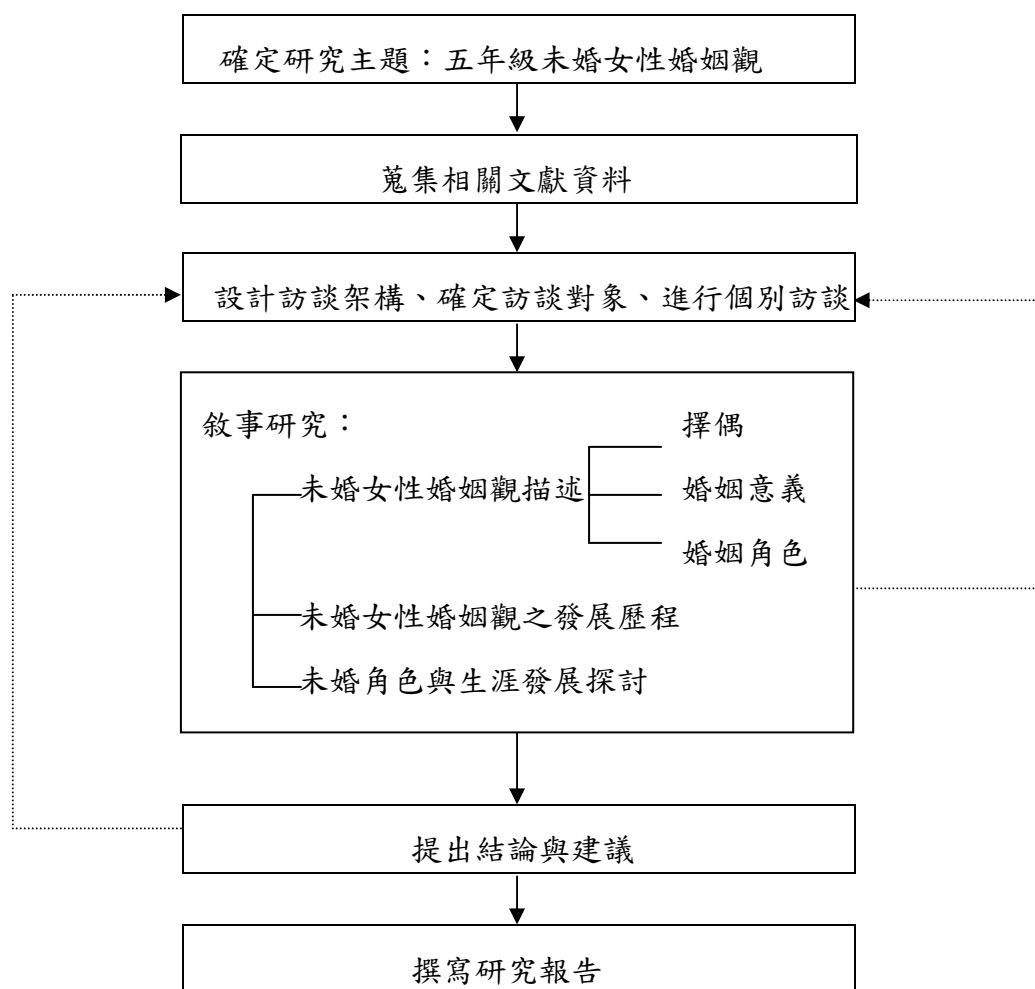 確定研究主題：五年級未婚女性婚姻觀
蒐集相關文獻資料
設計訪談架構、確定訪談對象、進行個別訪談
敘事研究：
擇偶
未婚女性婚姻觀描述
婚姻意義
婚姻角色
未婚女性婚姻觀之發展歷程
未婚角色與生涯發展探討
提出結論與建議
撰寫研究報告